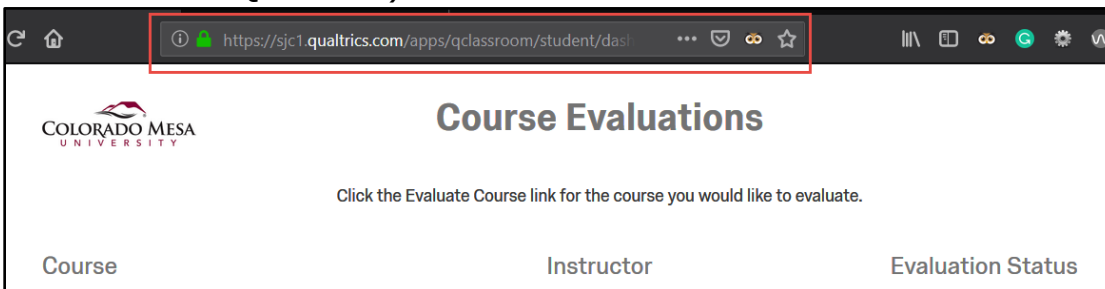 https://sjc1.qualtrics.com/apps/qclassroom/student/dash
Course Evaluations
COLORADO MESA
UNIVERSITY
Click the Evaluate Course link for the course you would like to evaluate.
Course Instructor Evaluation Status